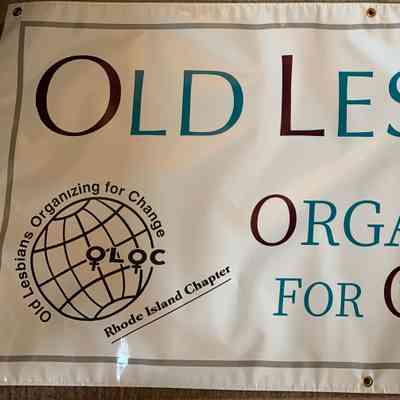 OLD LES
Old Lesbians Organizing for Change
OLOC
Rhode Island Chapter
ORGA
FOR